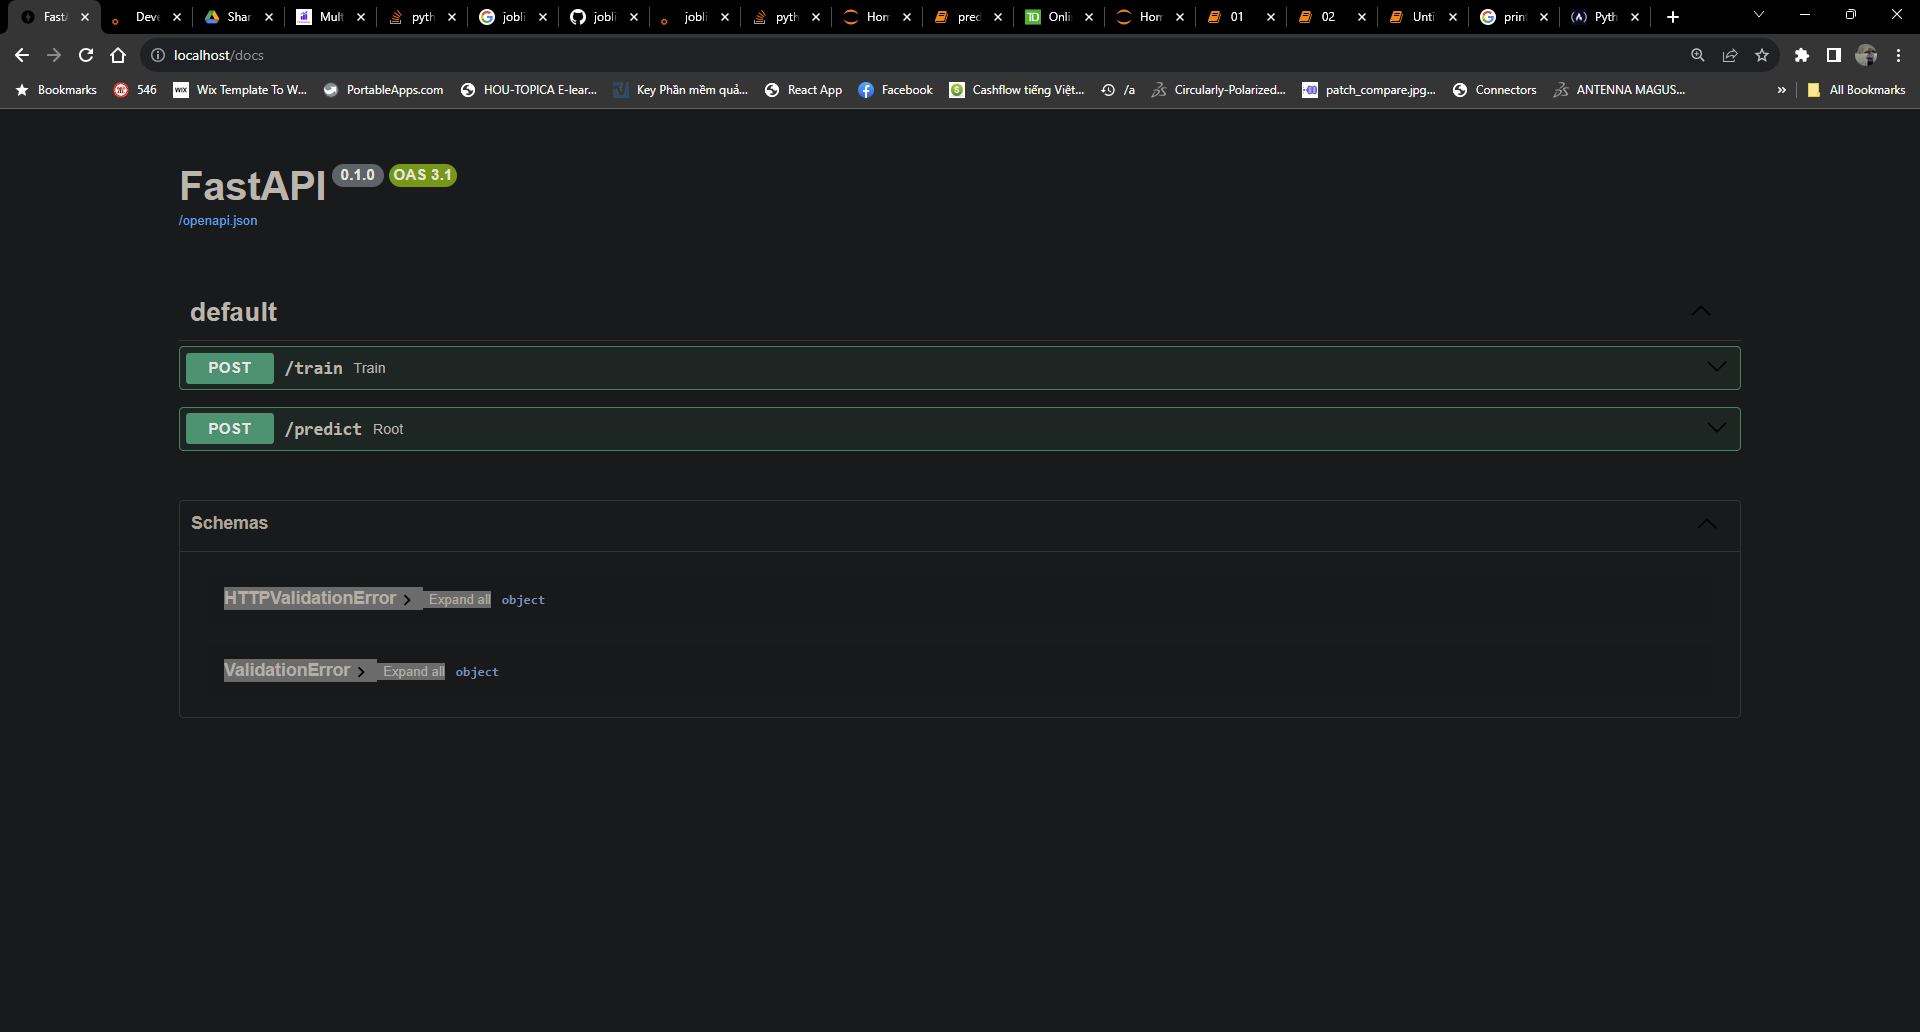 Fast/ Deve Shar Mult pyth jobli jobli jobli pyth Hom pred Onli Hom 01 02 Unti print Pyth
localhost/docs
Bookmarks 546 Wix Template To W... PortableApps.com HOU-TOPICA E-lear... Key Phần mềm quả... React App Facebook Cashflow tiếng Việt... /a Circularly-Polarized... patch_compare.jpg... Connectors ANTENNA MAGUS... » All Bookmarks
FastAPI 0.1.0 OAS 3.1
/openapi.json
default
POST /train Train
POST /predict Root
Schemas
HTTPValidationError Expand all object
ValidationError Expand all object